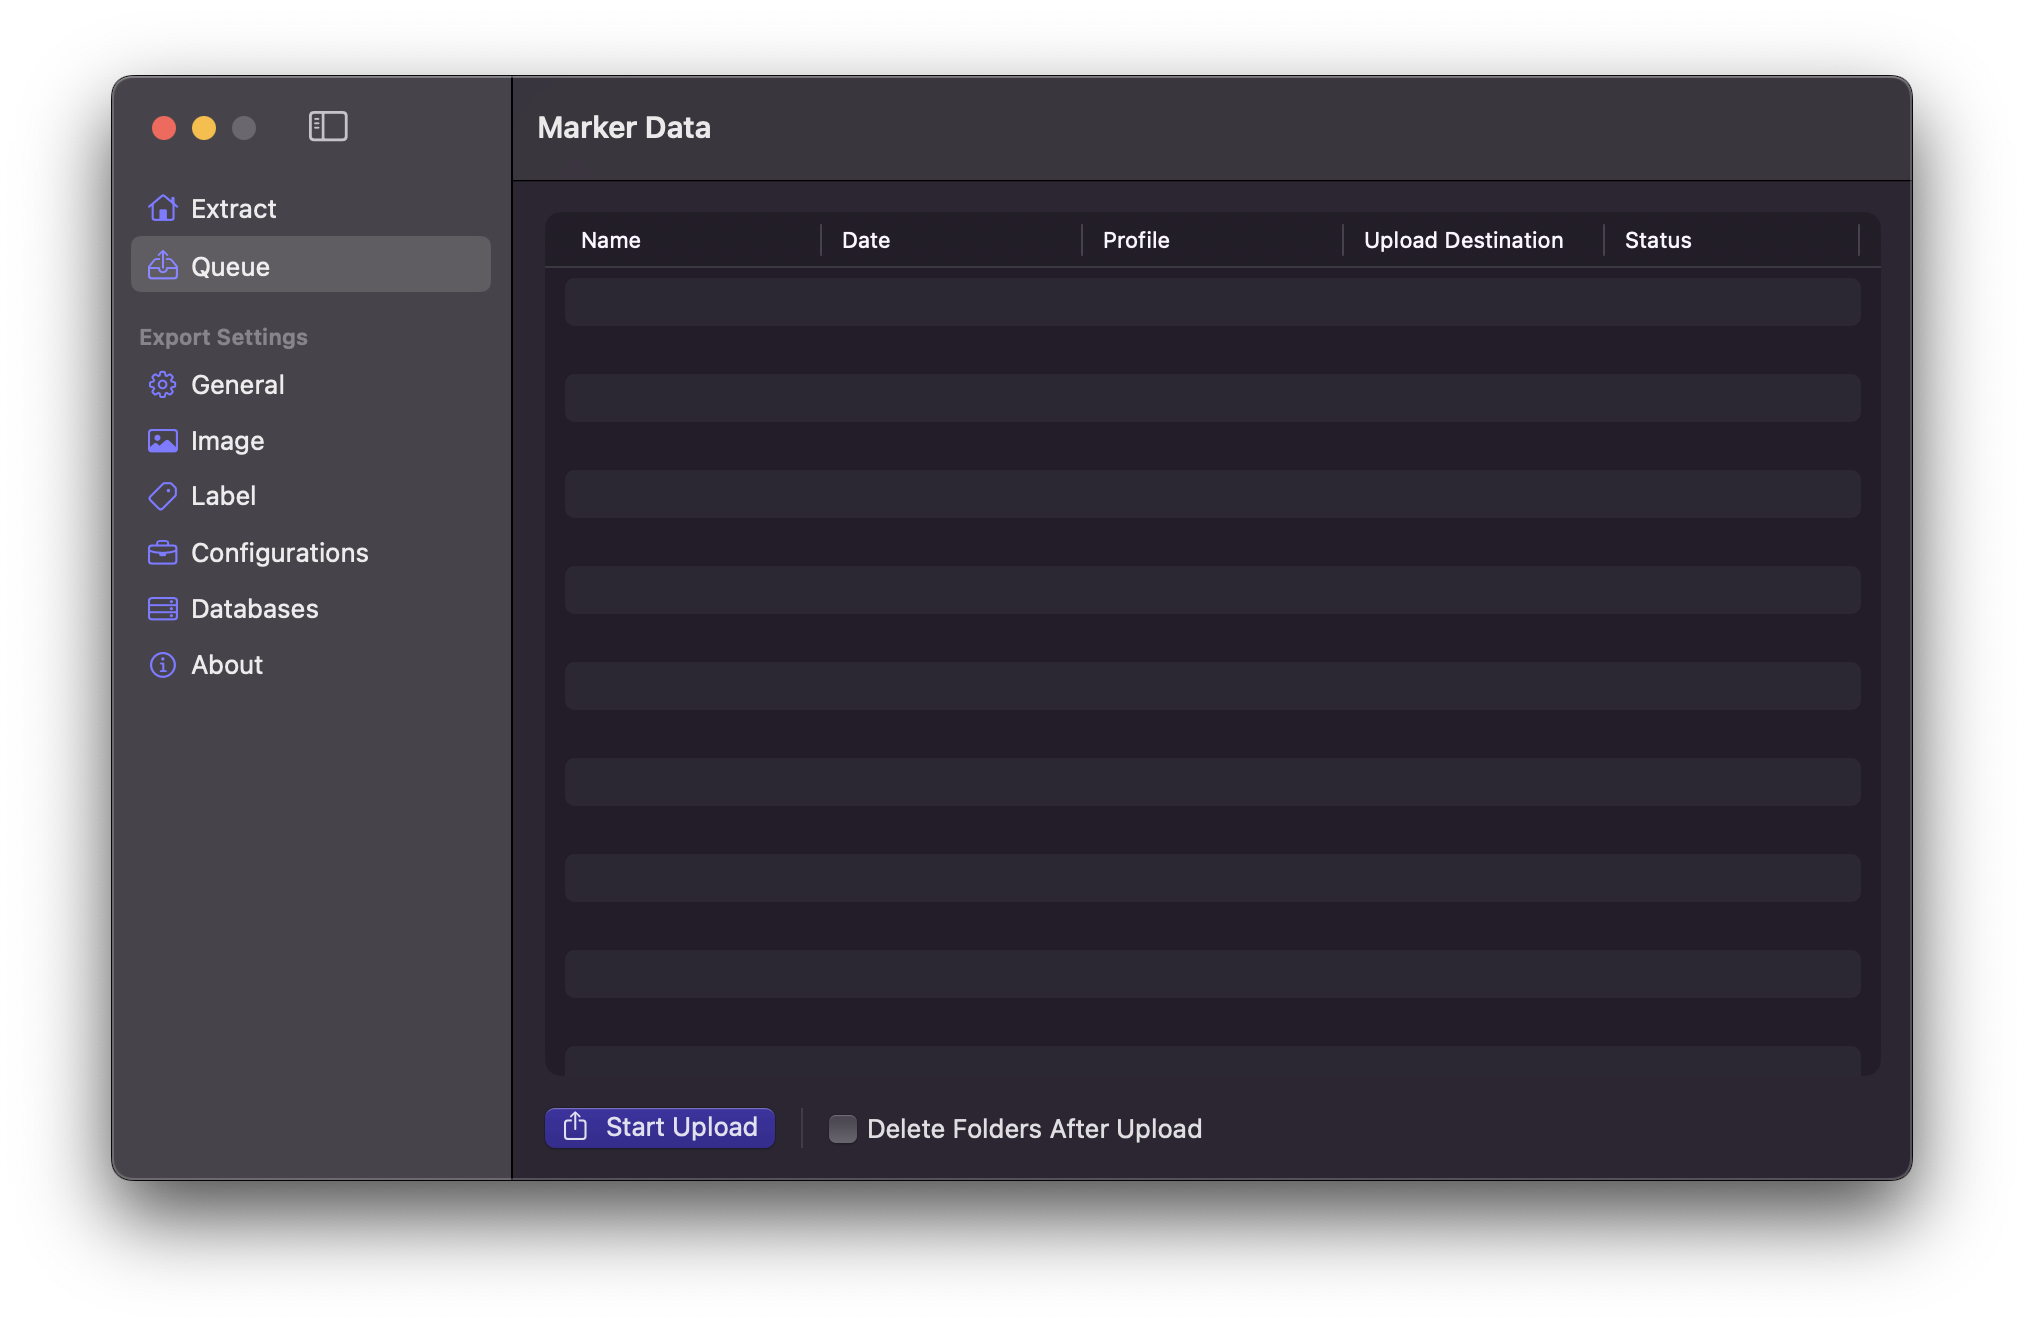 Marker Data
Extract
Queue
Export Settings
General
Image
Label
Configurations
Databases
About
Name Date Profile Upload Destination Status
Start Upload Delete Folders After Upload